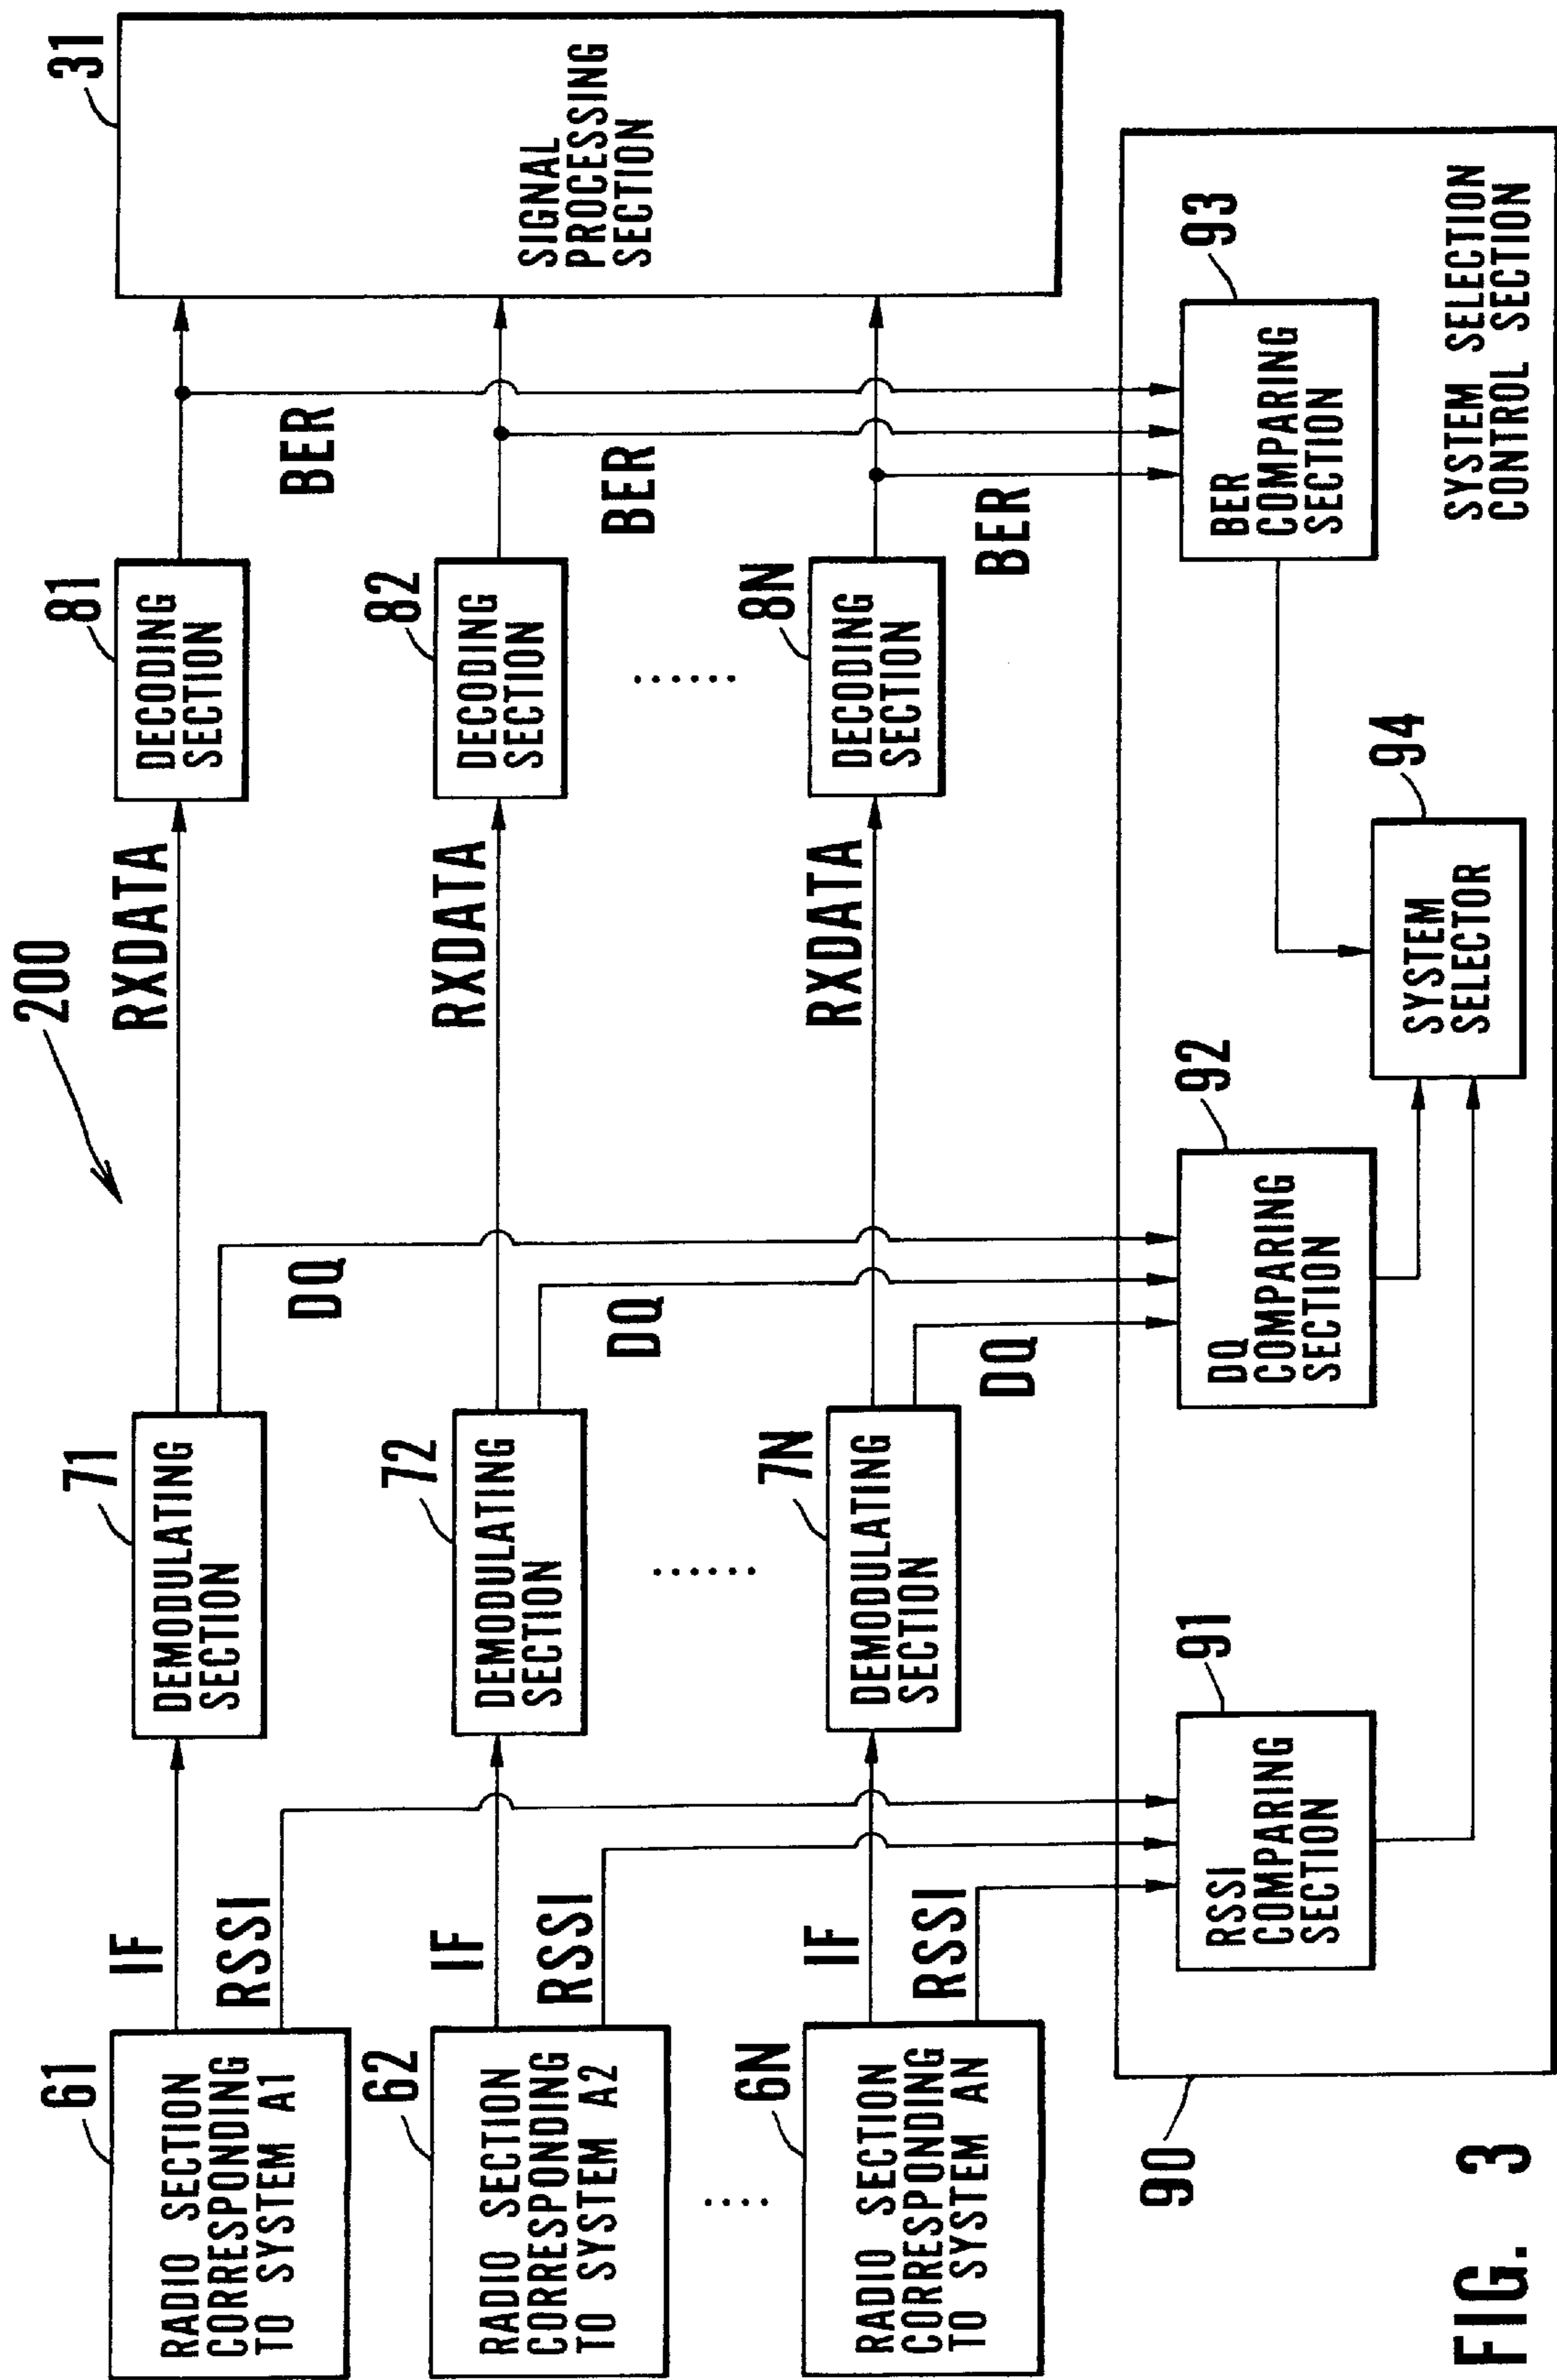 200
61
RADIO SECTION
CORRESPONDING
TO SYSTEM A1
IF
RSSI
71
DEMODULATING
SECTION
DQ
RXDATA
81
DECODING
SECTION
BER
31
SIGNAL
PROCESSING
SECTION
62
RADIO SECTION
CORRESPONDING
TO SYSTEM A2
IF
RSSI
72
DEMODULATING
SECTION
DQ
RXDATA
82
DECODING
SECTION
BER
.....
......
......
6N
RADIO SECTION
CORRESPONDING
TO SYSTEM AN
IF
RSSI
7N
DEMODULATING
SECTION
DQ
RXDATA
8N
DECODING
SECTION
BER
90
91
RSSI
COMPARING
SECTION
92
DQ
COMPARING
SECTION
93
BER
COMPARING
SECTION
94
SYSTEM
SELECTOR
SYSTEM SELECTION
CONTROL SECTION
FIG. 3